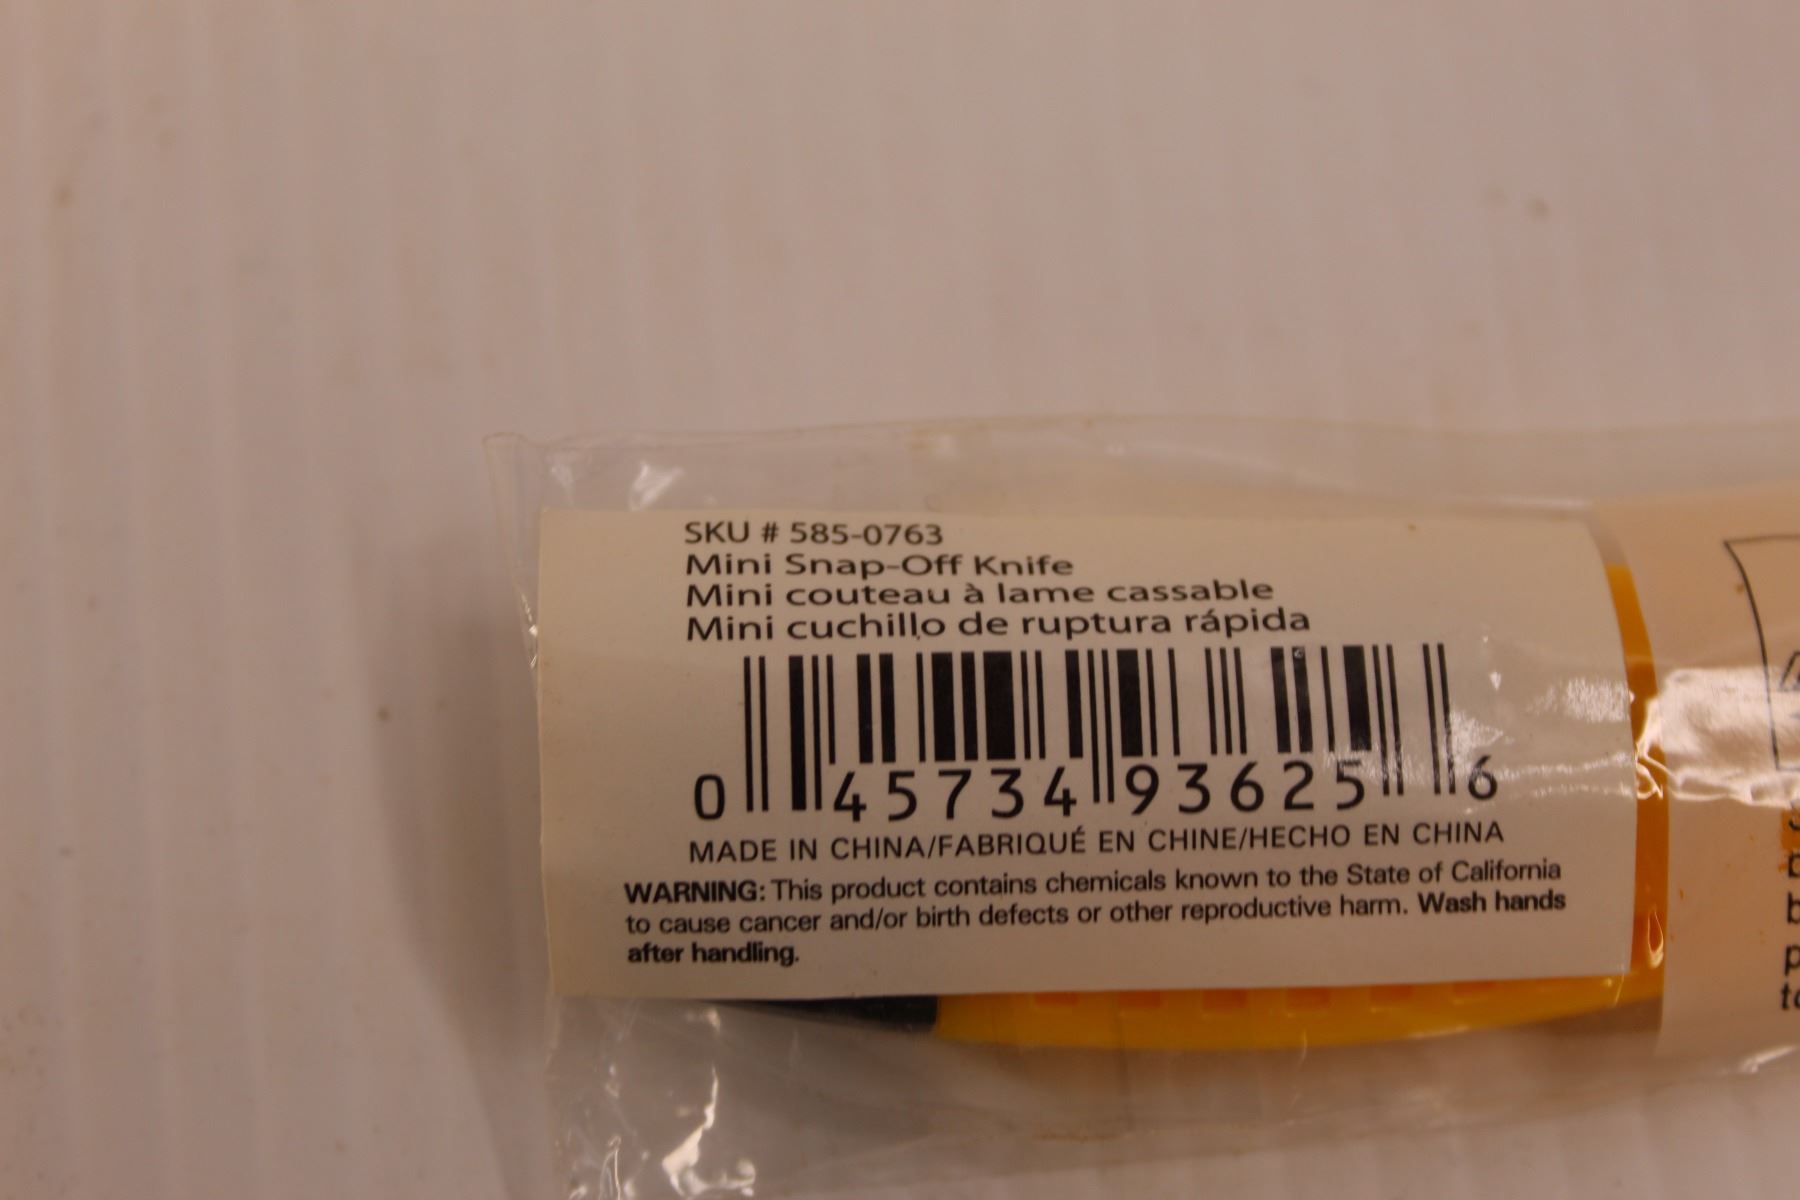 SKU # 585-0763
Mini Snap-Off Knife
Mini couteau à lame cassable
Mini cuchillo de ruptura rápida
0 45734 93625 6
MADE IN CHINA/FABRIQUÉ EN CHINE/HECHO EN CHINA
WARNING: This product contains chemicals known to the State of California
to cause cancer and/or birth defects or other reproductive harm. Wash hands
after handling.